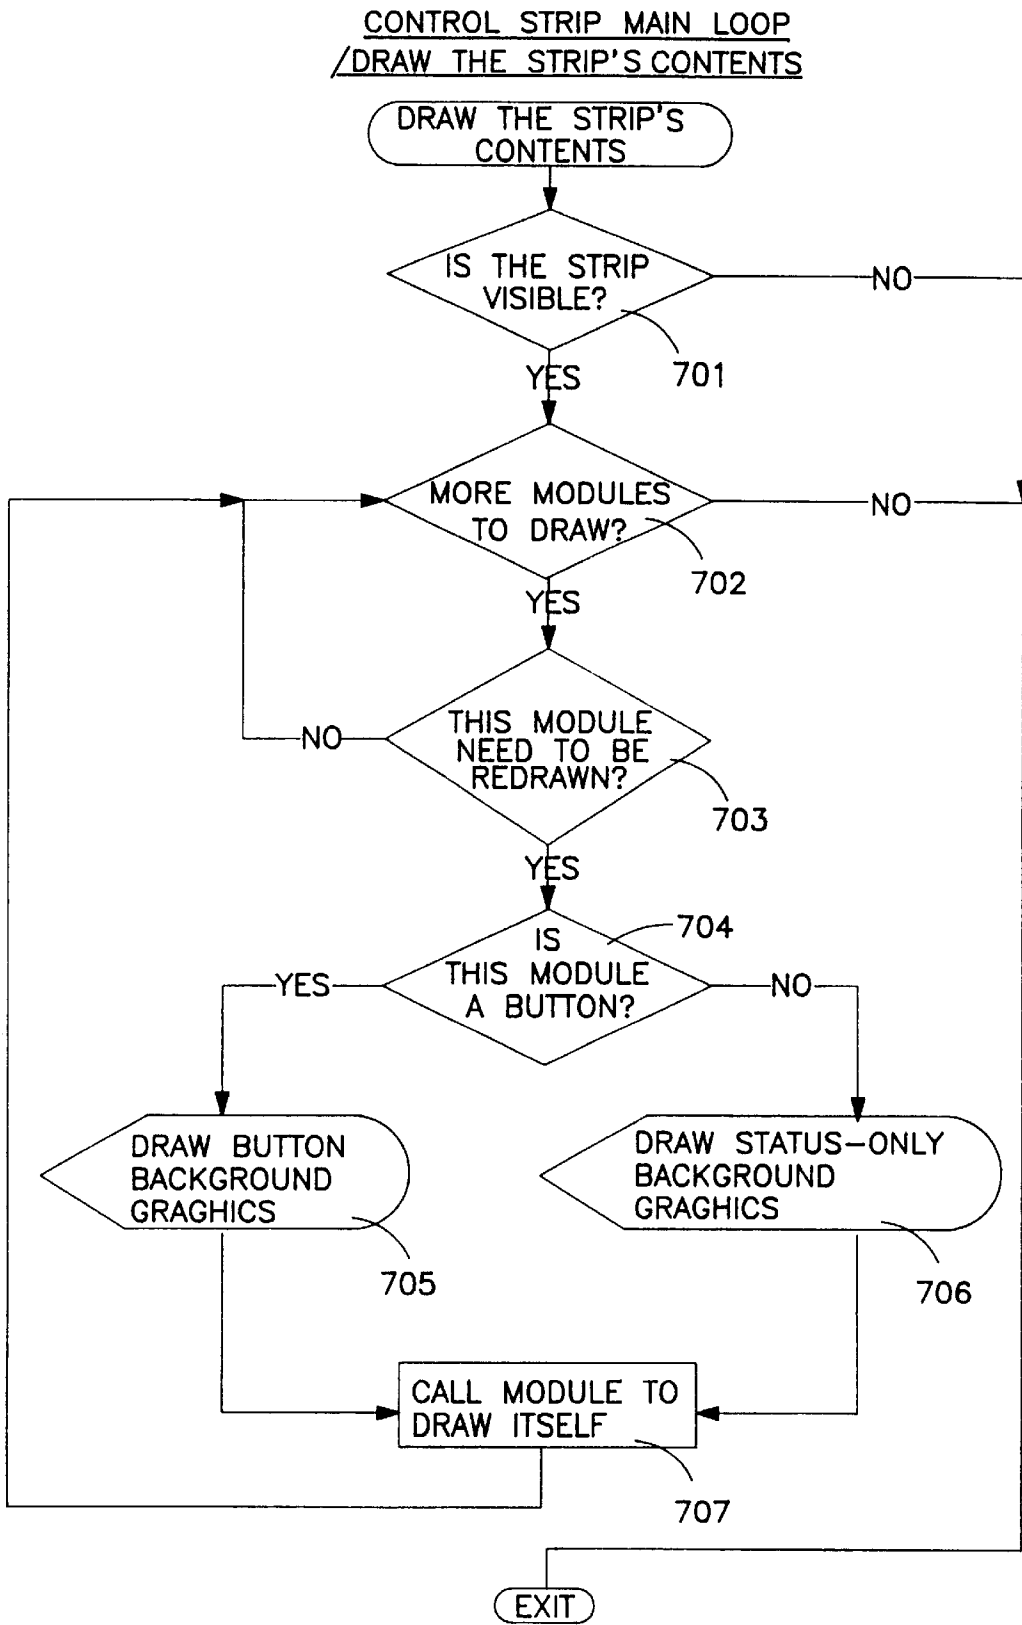 CONTROL STRIP MAIN LOOP
/DRAW THE STRIP'S CONTENTS
DRAW THE STRIP'S
CONTENTS
IS THE STRIP
VISIBLE?
NO
701
YES
MORE MODULES
TO DRAW?
NO
702
YES
THIS MODULE
NEED TO BE
REDRAWN?
NO
703
YES
704
IS
THIS MODULE
A BUTTON?
YES
NO
DRAW BUTTON
BACKGROUND
GRAGHICS
705
DRAW STATUS-ONLY
BACKGROUND
GRAGHICS
706
CALL MODULE TO
DRAW ITSELF
707
EXIT